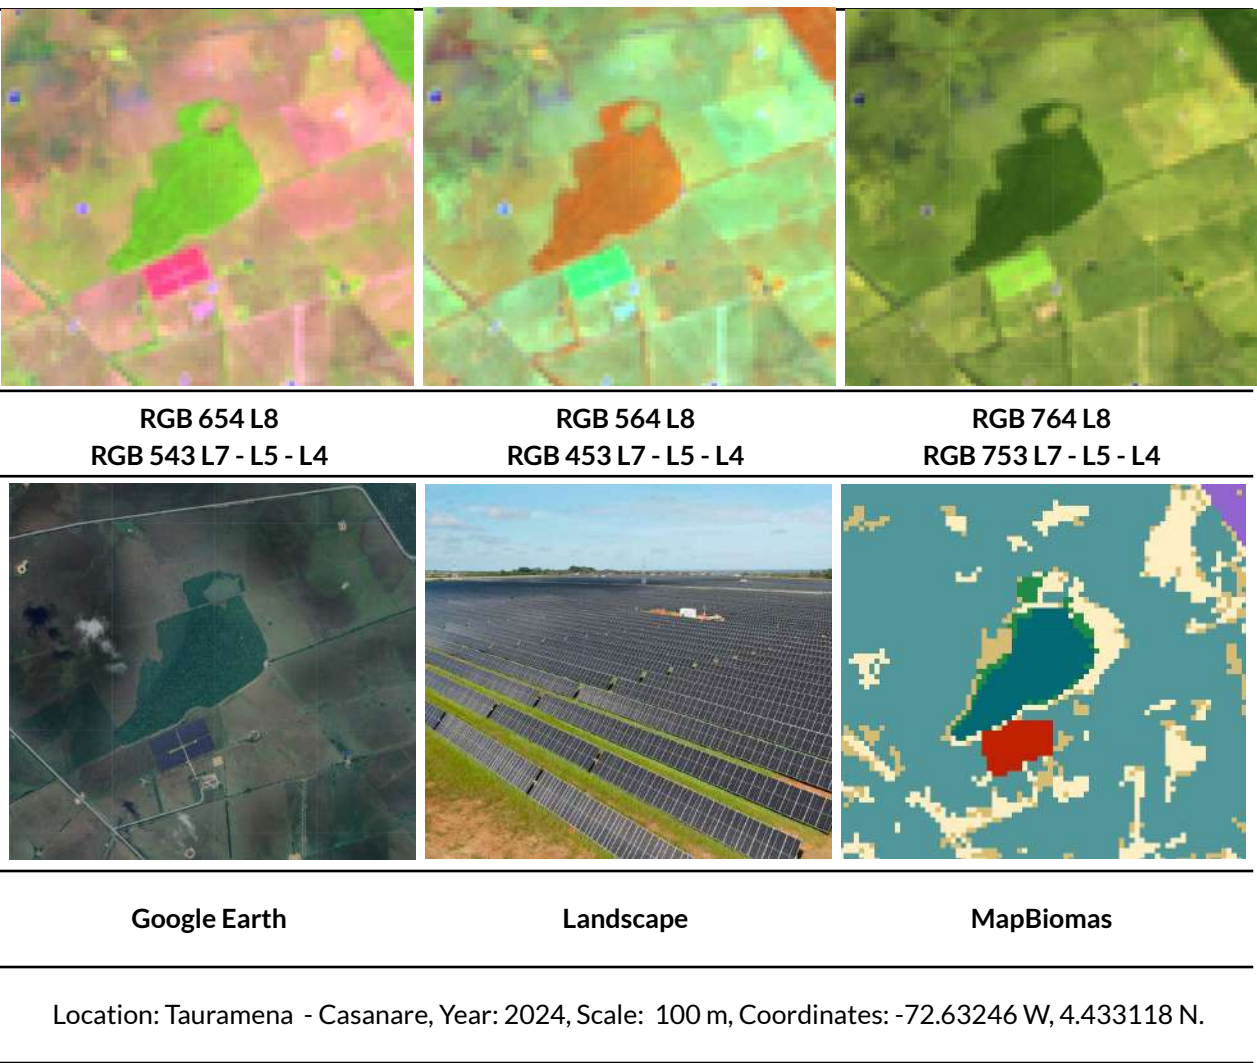 RGB 654 L8
RGB 543 L7 - L5 - L4
RGB 564 L8
RGB 453 L7 - L5 - L4
RGB 764 L8
RGB 753 L7 - L5 - L4
Google Earth
Landscape
MapBiomas
Location: Tauramena - Casanare, Year: 2024, Scale: 100 m, Coordinates: -72.63246 W, 4.433118 N.